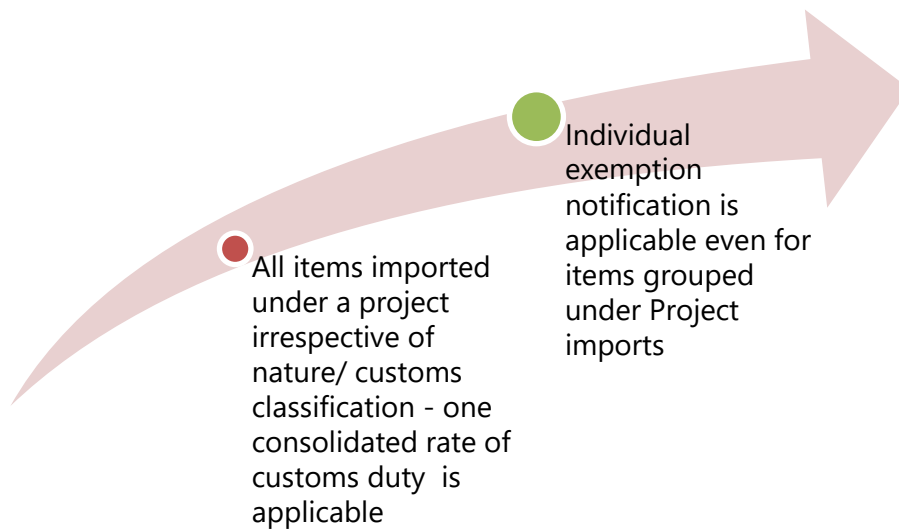 All items imported
under a project
irrespective of
nature/ customs
classification - one
consolidated rate of
customs duty  is
applicable
Individual
exemption
notification is
applicable even for
items grouped
under Project
imports